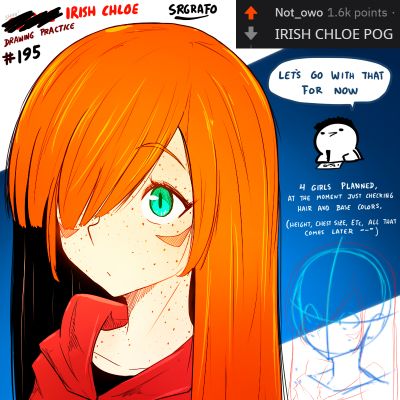 IRISH CHLOE
DRAWING PRACTICE
#195
SRGRAFO
Not_owo · 1.6k points ·
IRISH CHLOE POG
LET'S GO WITH THAT
FOR NOW
4 GIRLS PLANNED,
AT THE MOMENT JUST CHECKING
HAIR AND BASE COLORS,
(HEIGHT, CHEST SIZE, ETC, ALL THAT
COMES LATER ---)